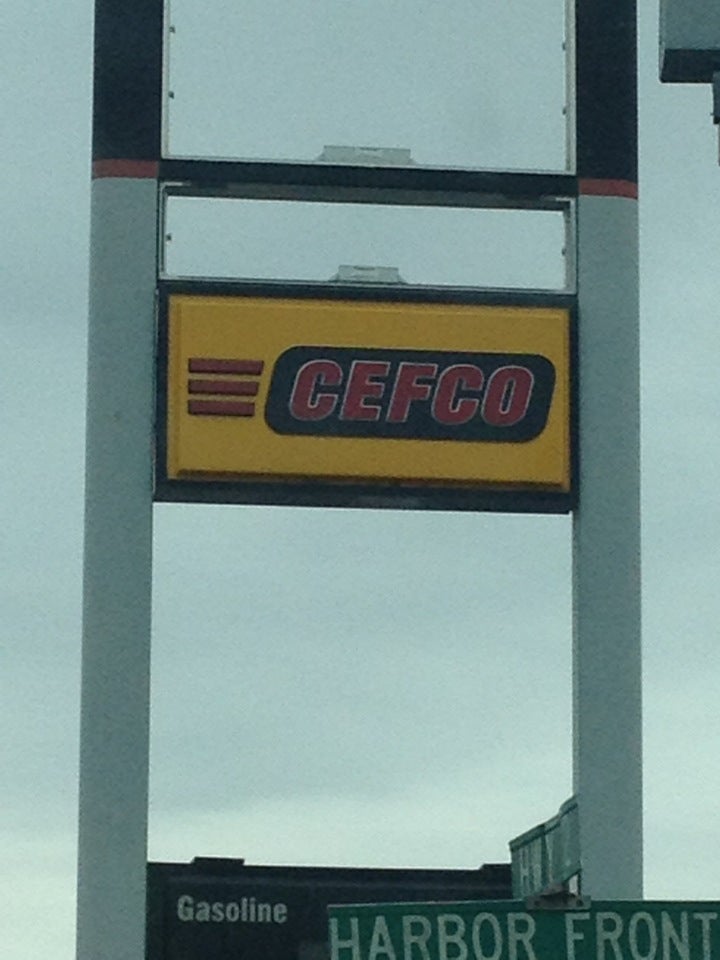 CEFCO
Gasoline
HARBOR FRONT